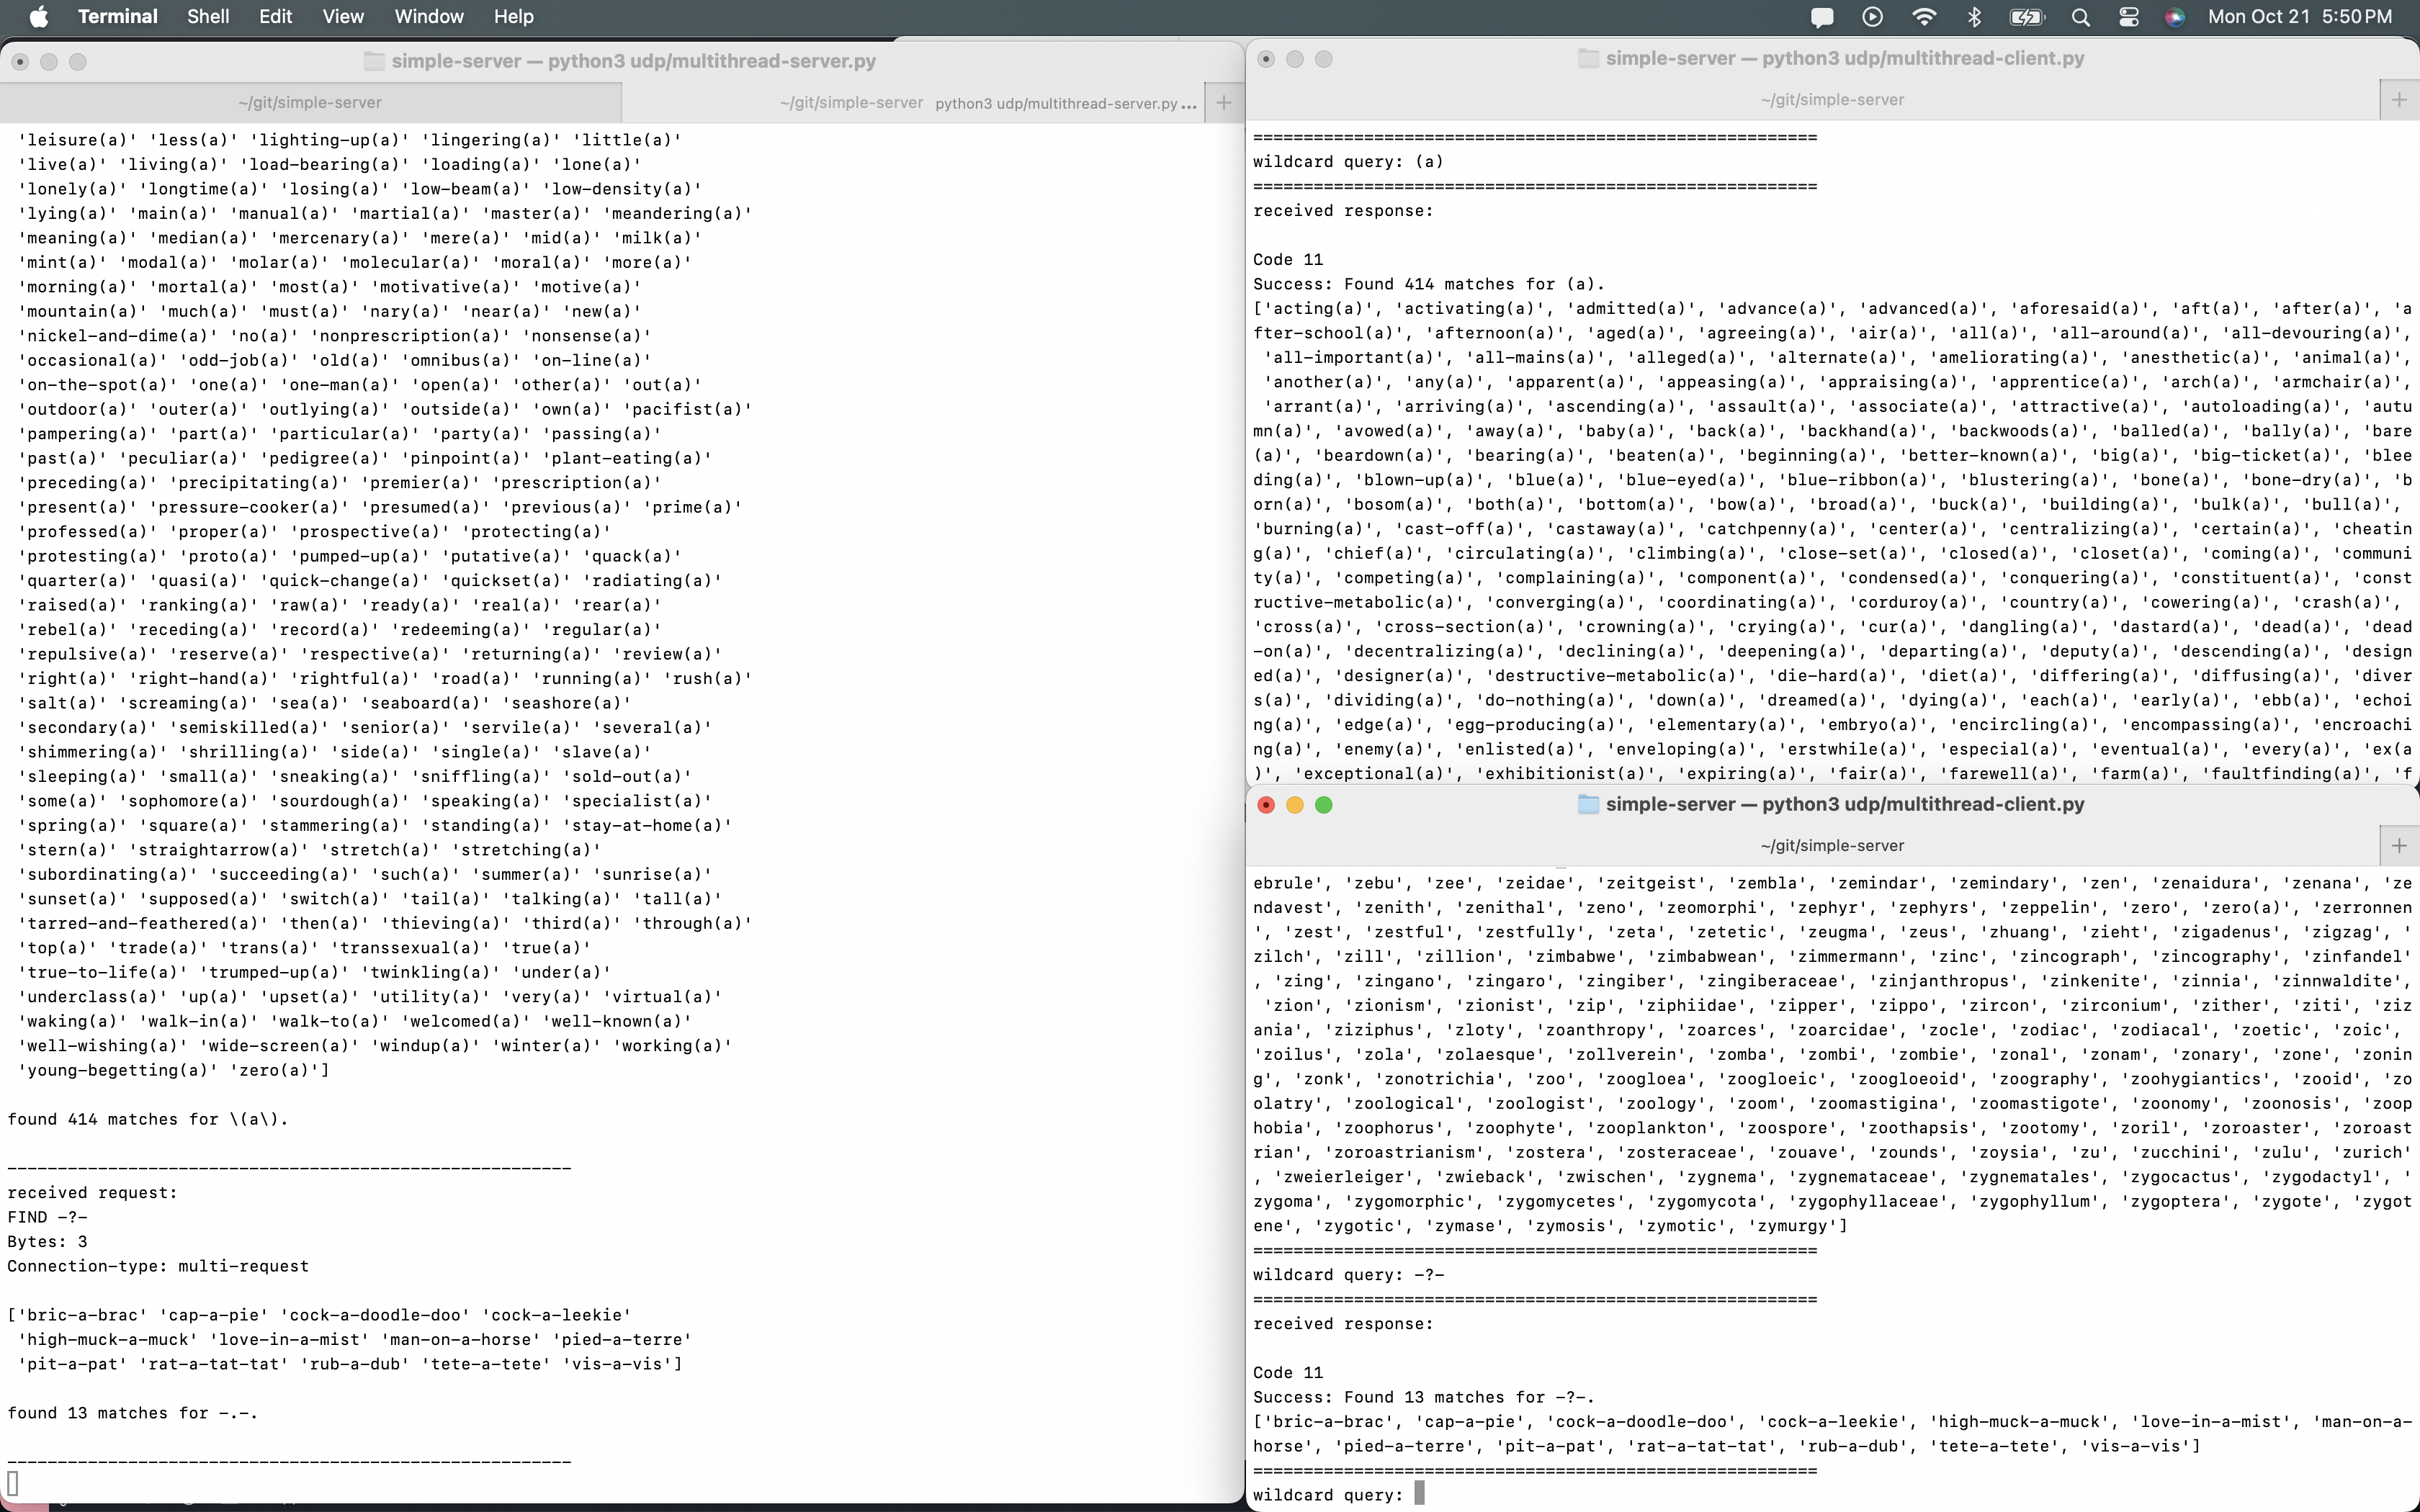 Terminal Shell Edit View Window Help Mon Oct 21 5:50 PM
simple-server — python3 udp/multithread-server.py
~/git/simple-server ~/git/simple-server python3 udp/multithread-server.py... +
'leisure(a)' 'less(a)' 'lighting-up(a)' 'lingering(a)' 'little(a)'
'live(a)' 'living(a)' 'load-bearing(a)' 'loading(a)' 'lone(a)'
'lonely(a)' 'longtime(a)' 'losing(a)' 'low-beam(a)' 'low-density(a)'
'lying(a)' 'main(a)' 'manual(a)' 'martial(a)' 'master(a)' 'meandering(a)'
'meaning(a)' 'median(a)' 'mercenary(a)' 'mere(a)' 'mid(a)' 'milk(a)'
'mint(a)' 'modal(a)' 'molar(a)' 'molecular(a)' 'moral(a)' 'more(a)'
'morning(a)' 'mortal(a)' 'most(a)' 'motivative(a)' 'motive(a)'
'mountain(a)' 'much(a)' 'must(a)' 'nary(a)' 'near(a)' 'new(a)'
'nickel-and-dime(a)' 'no(a)' 'nonprescription(a)' 'nonsense(a)'
'occasional(a)' 'odd-job(a)' 'old(a)' 'omnibus(a)' 'on-line(a)'
'on-the-spot(a)' 'one(a)' 'one-man(a)' 'open(a)' 'other(a)' 'out(a)'
'outdoor(a)' 'outer(a)' 'outlying(a)' 'outside(a)' 'own(a)' 'pacifist(a)'
'pampering(a)' 'part(a)' 'particular(a)' 'party(a)' 'passing(a)'
'past(a)' 'peculiar(a)' 'pedigree(a)' 'pinpoint(a)' 'plant-eating(a)'
'preceding(a)' 'precipitating(a)' 'premier(a)' 'prescription(a)'
'present(a)' 'pressure-cooker(a)' 'presumed(a)' 'previous(a)' 'prime(a)'
'professed(a)' 'proper(a)' 'prospective(a)' 'protecting(a)'
'protesting(a)' 'proto(a)' 'pumped-up(a)' 'putative(a)' 'quack(a)'
'quarter(a)' 'quasi(a)' 'quick-change(a)' 'quickset(a)' 'radiating(a)'
'raised(a)' 'ranking(a)' 'raw(a)' 'ready(a)' 'real(a)' 'rear(a)'
'rebel(a)' 'receding(a)' 'record(a)' 'redeeming(a)' 'regular(a)'
'repulsive(a)' 'reserve(a)' 'respective(a)' 'returning(a)' 'review(a)'
'right(a)' 'right-hand(a)' 'rightful(a)' 'road(a)' 'running(a)' 'rush(a)'
'salt(a)' 'screaming(a)' 'sea(a)' 'seaboard(a)' 'seashore(a)'
'secondary(a)' 'semiskilled(a)' 'senior(a)' 'servile(a)' 'several(a)'
'shimmering(a)' 'shrilling(a)' 'side(a)' 'single(a)' 'slave(a)'
'sleeping(a)' 'small(a)' 'sneaking(a)' 'sniffling(a)' 'sold-out(a)'
'some(a)' 'sophomore(a)' 'sourdough(a)' 'speaking(a)' 'specialist(a)'
'spring(a)' 'square(a)' 'stammering(a)' 'standing(a)' 'stay-at-home(a)'
'stern(a)' 'straightarrow(a)' 'stretch(a)' 'stretching(a)'
'subordinating(a)' 'succeeding(a)' 'such(a)' 'summer(a)' 'sunrise(a)'
'sunset(a)' 'supposed(a)' 'switch(a)' 'tail(a)' 'talking(a)' 'tall(a)'
'tarred-and-feathered(a)' 'then(a)' 'thieving(a)' 'third(a)' 'through(a)'
'top(a)' 'trade(a)' 'trans(a)' 'transsexual(a)' 'true(a)'
'true-to-life(a)' 'trumped-up(a)' 'twinkling(a)' 'under(a)'
'underclass(a)' 'up(a)' 'upset(a)' 'utility(a)' 'very(a)' 'virtual(a)'
'waking(a)' 'walk-in(a)' 'walk-to(a)' 'welcomed(a)' 'well-known(a)'
'well-wishing(a)' 'wide-screen(a)' 'windup(a)' 'winter(a)' 'working(a)'
'young-begetting(a)' 'zero(a)']
found 414 matches for \(a\).
--------------------------------------------------------
received request:
FIND -?-
Bytes: 3
Connection-type: multi-request
['bric-a-brac' 'cap-a-pie' 'cock-a-doodle-doo' 'cock-a-leekie'
'high-muck-a-muck' 'love-in-a-mist' 'man-on-a-horse' 'pied-a-terre'
'pit-a-pat' 'rat-a-tat-tat' 'rub-a-dub' 'tete-a-tete' 'vis-a-vis']
found 13 matches for -.-.
--------------------------------------------------------
simple-server — python3 udp/multithread-client.py
~/git/simple-server +
========================================================
wildcard query: (a)
========================================================
received response:
Code 11
Success: Found 414 matches for (a).
['acting(a)', 'activating(a)', 'admitted(a)', 'advance(a)', 'advanced(a)', 'aforesaid(a)', 'aft(a)', 'after(a)', 'a
fter-school(a)', 'afternoon(a)', 'aged(a)', 'agreeing(a)', 'air(a)', 'all(a)', 'all-around(a)', 'all-devouring(a)',
'all-important(a)', 'all-mains(a)', 'alleged(a)', 'alternate(a)', 'ameliorating(a)', 'anesthetic(a)', 'animal(a)',
'another(a)', 'any(a)', 'apparent(a)', 'appeasing(a)', 'appraising(a)', 'apprentice(a)', 'arch(a)', 'armchair(a)',
'arrant(a)', 'arriving(a)', 'ascending(a)', 'assault(a)', 'associate(a)', 'attractive(a)', 'autoloading(a)', 'autu
mn(a)', 'avowed(a)', 'away(a)', 'baby(a)', 'back(a)', 'backhand(a)', 'backwoods(a)', 'balled(a)', 'bally(a)', 'bare
(a)', 'beardown(a)', 'bearing(a)', 'beaten(a)', 'beginning(a)', 'better-known(a)', 'big(a)', 'big-ticket(a)', 'blee
ding(a)', 'blown-up(a)', 'blue(a)', 'blue-eyed(a)', 'blue-ribbon(a)', 'blustering(a)', 'bone(a)', 'bone-dry(a)', 'b
orn(a)', 'bosom(a)', 'both(a)', 'bottom(a)', 'bow(a)', 'broad(a)', 'buck(a)', 'building(a)', 'bulk(a)', 'bull(a)',
'burning(a)', 'cast-off(a)', 'castaway(a)', 'catchpenny(a)', 'center(a)', 'centralizing(a)', 'certain(a)', 'cheatin
g(a)', 'chief(a)', 'circulating(a)', 'climbing(a)', 'close-set(a)', 'closed(a)', 'closet(a)', 'coming(a)', 'communi
ty(a)', 'competing(a)', 'complaining(a)', 'component(a)', 'condensed(a)', 'conquering(a)', 'constituent(a)', 'const
ructive-metabolic(a)', 'converging(a)', 'coordinating(a)', 'corduroy(a)', 'country(a)', 'cowering(a)', 'crash(a)',
'cross(a)', 'cross-section(a)', 'crowning(a)', 'crying(a)', 'cur(a)', 'dangling(a)', 'dastard(a)', 'dead(a)', 'dead
-on(a)', 'decentralizing(a)', 'declining(a)', 'deepening(a)', 'departing(a)', 'deputy(a)', 'descending(a)', 'design
ed(a)', 'designer(a)', 'destructive-metabolic(a)', 'die-hard(a)', 'diet(a)', 'differing(a)', 'diffusing(a)', 'diver
s(a)', 'dividing(a)', 'do-nothing(a)', 'down(a)', 'dreamed(a)', 'dying(a)', 'each(a)', 'early(a)', 'ebb(a)', 'echoi
ng(a)', 'edge(a)', 'egg-producing(a)', 'elementary(a)', 'embryo(a)', 'encircling(a)', 'encompassing(a)', 'encroachi
ng(a)', 'enemy(a)', 'enlisted(a)', 'enveloping(a)', 'erstwhile(a)', 'especial(a)', 'eventual(a)', 'every(a)', 'ex(a
)', 'exceptional(a)', 'exhibitionist(a)', 'expiring(a)', 'fair(a)', 'farewell(a)', 'farm(a)', 'faultfinding(a)', 'f
simple-server — python3 udp/multithread-client.py
~/git/simple-server +
ebrule', 'zebu', 'zee', 'zeidae', 'zeitgeist', 'zembla', 'zemindar', 'zemindary', 'zen', 'zenaidura', 'zenana', 'ze
ndavest', 'zenith', 'zenithal', 'zeno', 'zeomorphi', 'zephyr', 'zephyrs', 'zeppelin', 'zero', 'zero(a)', 'zerronnen
', 'zest', 'zestful', 'zestfully', 'zeta', 'zetetic', 'zeugma', 'zeus', 'zhuang', 'zieht', 'zigadenus', 'zigzag', '
zilch', 'zill', 'zillion', 'zimbabwe', 'zimbabwean', 'zimmermann', 'zinc', 'zincograph', 'zincography', 'zinfandel'
, 'zing', 'zingano', 'zingaro', 'zingiber', 'zingiberaceae', 'zinjanthropus', 'zinkenite', 'zinnia', 'zinnwaldite',
'zion', 'zionism', 'zionist', 'zip', 'ziphiidae', 'zipper', 'zippo', 'zircon', 'zirconium', 'zither', 'ziti', 'ziz
ania', 'ziziphus', 'zloty', 'zoanthropy', 'zoarces', 'zoarcidae', 'zocle', 'zodiac', 'zodiacal', 'zoetic', 'zoic',
'zoilus', 'zola', 'zolaesque', 'zollverein', 'zomba', 'zombi', 'zombie', 'zonal', 'zonam', 'zonary', 'zone', 'zonin
g', 'zonk', 'zonotrichia', 'zoo', 'zoogloea', 'zoogloeic', 'zoogloeoid', 'zoography', 'zoohygiantics', 'zooid', 'zo
olatry', 'zoological', 'zoologist', 'zoology', 'zoom', 'zoomastigina', 'zoomastigote', 'zoonomy', 'zoonosis', 'zoop
hobia', 'zoophorus', 'zoophyte', 'zooplankton', 'zoospore', 'zoothapsis', 'zootomy', 'zoril', 'zoroaster', 'zoroast
rian', 'zoroastrianism', 'zostera', 'zosteraceae', 'zouave', 'zounds', 'zoysia', 'zu', 'zucchini', 'zulu', 'zurich'
, 'zweierleiger', 'zwieback', 'zwischen', 'zygnema', 'zygnemataceae', 'zygnematales', 'zygocactus', 'zygodactyl', '
zygoma', 'zygomorphic', 'zygomycetes', 'zygomycota', 'zygophyllaceae', 'zygophyllum', 'zygoptera', 'zygote', 'zygot
ene', 'zygotic', 'zymase', 'zymosis', 'zymotic', 'zymurgy']
========================================================
wildcard query: -?-
========================================================
received response:
Code 11
Success: Found 13 matches for -?-.
['bric-a-brac', 'cap-a-pie', 'cock-a-doodle-doo', 'cock-a-leekie', 'high-muck-a-muck', 'love-in-a-mist', 'man-on-a-
horse', 'pied-a-terre', 'pit-a-pat', 'rat-a-tat-tat', 'rub-a-dub', 'tete-a-tete', 'vis-a-vis']
========================================================
wildcard query: